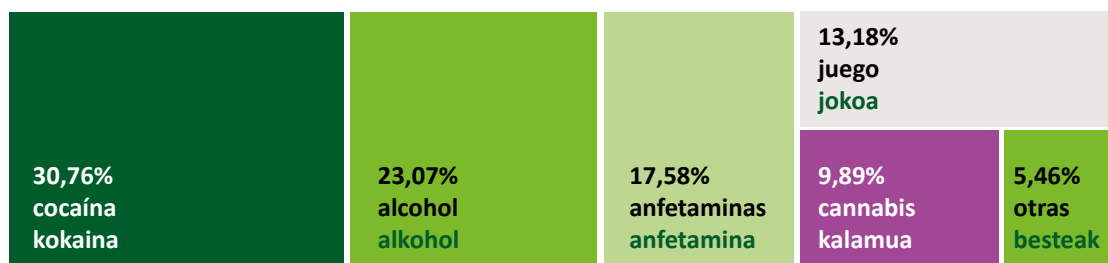 30,76%
cocaína
kokaina
23,07%
alcohol
alkohol
17,58%
anfetaminas
anfetamina
13,18%
juego
jokoa
9,89%
cannabis
kalamua
5,46%
otras
besteak